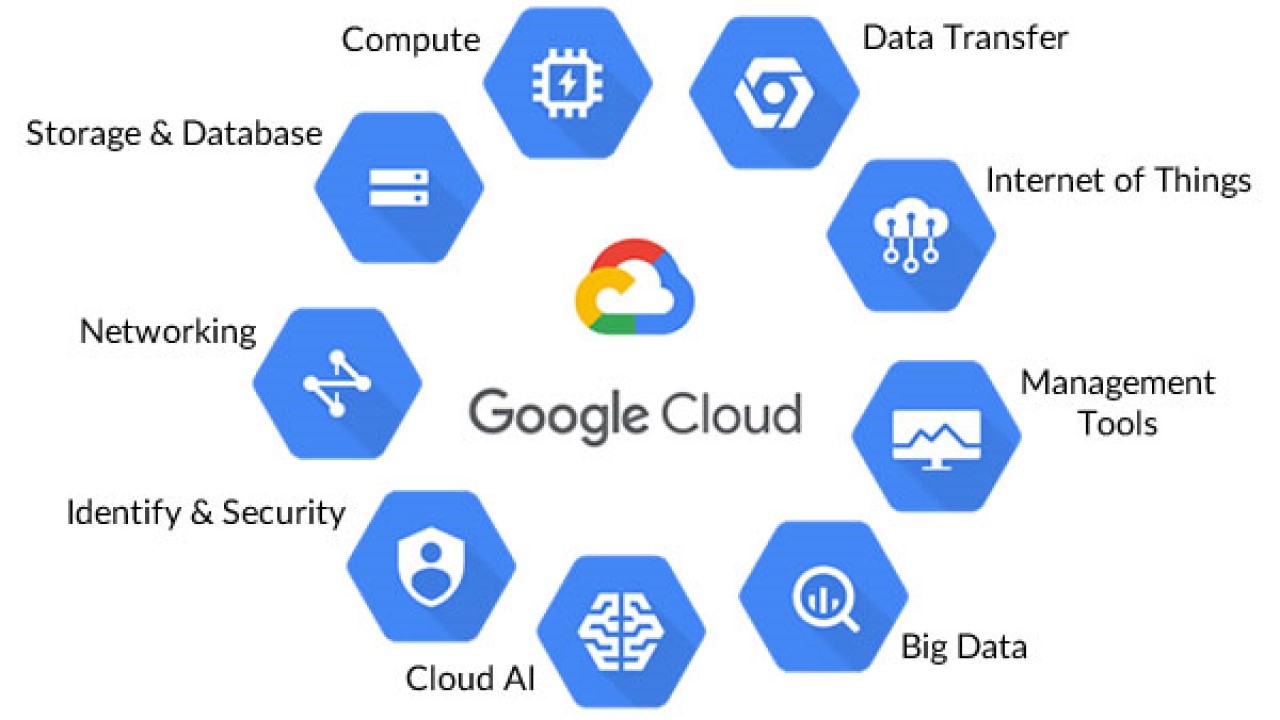 Compute
Data Transfer
Storage & Database
Internet of Things
Networking
Google Cloud
Management
Tools
Identify & Security
Big Data
Cloud AI